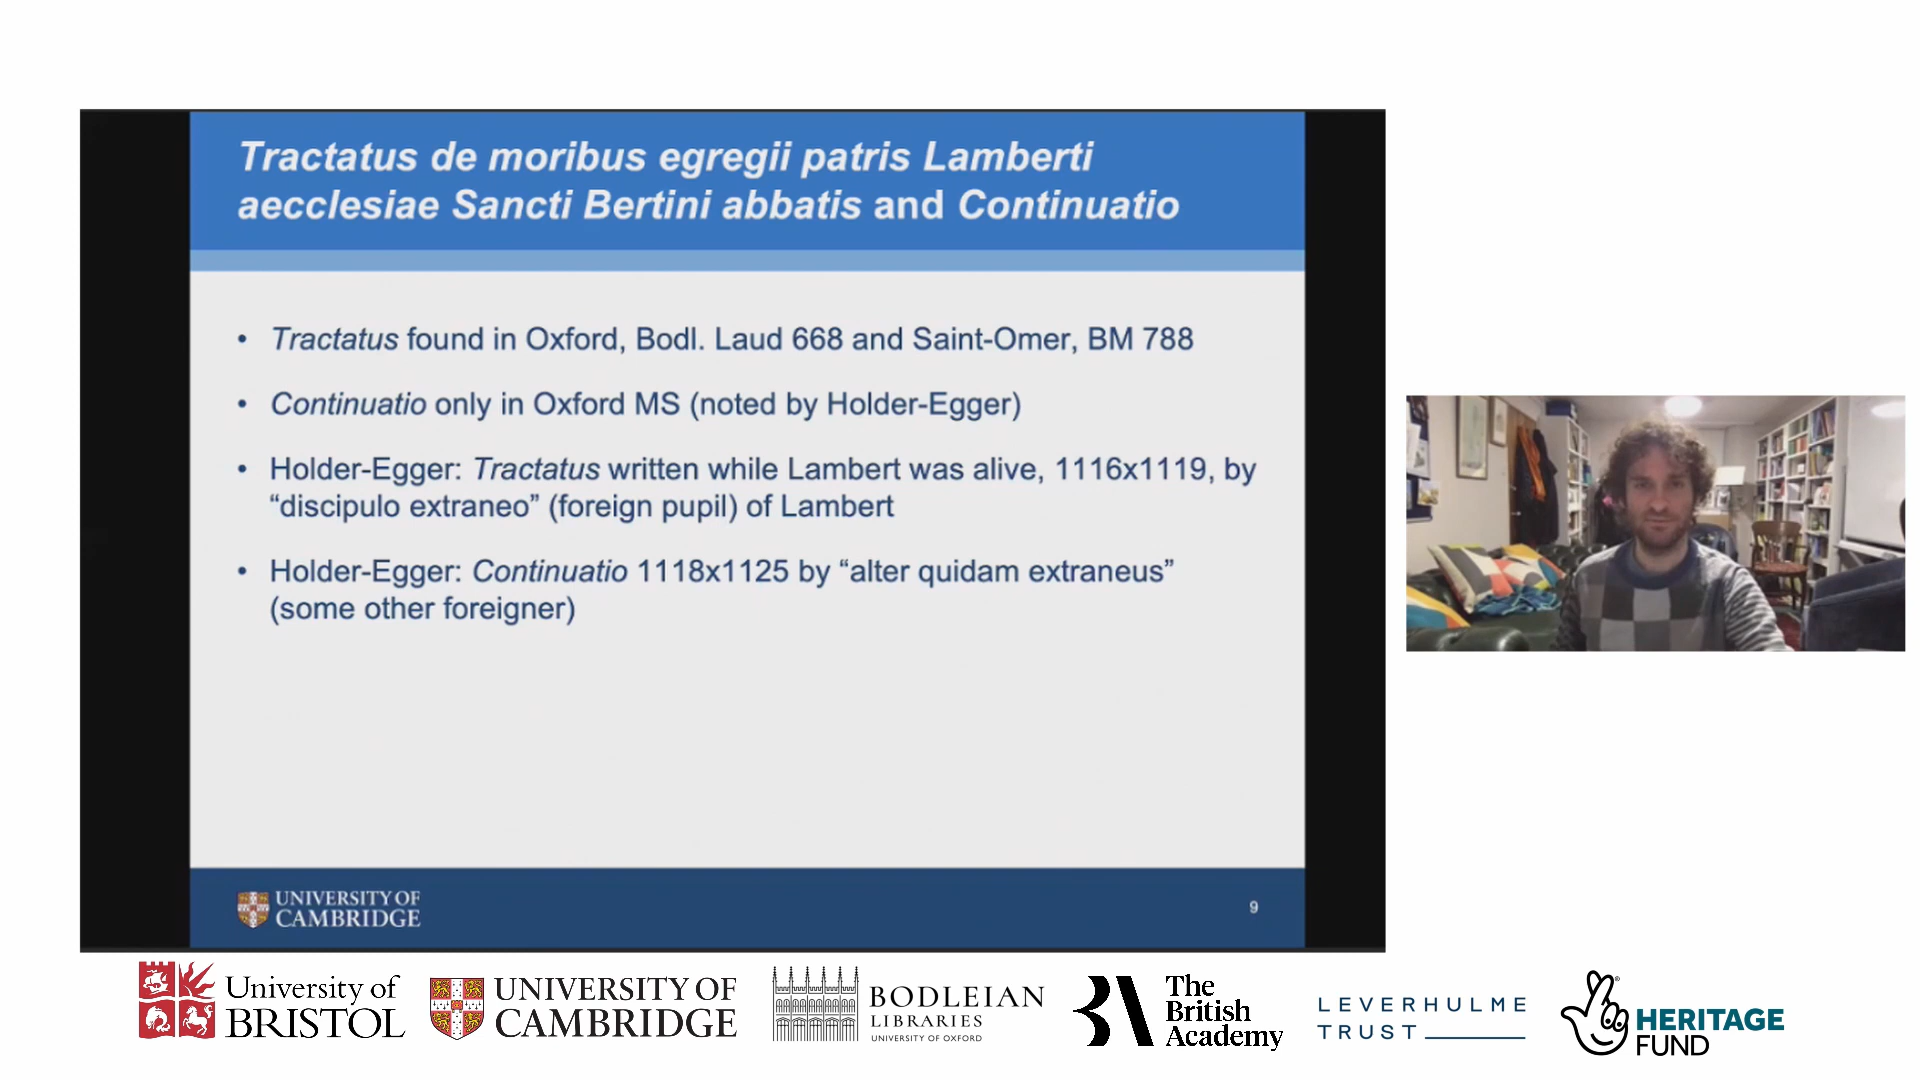 Tractatus de moribus egregii patris Lamberti
aecclesiae Sancti Bertini abbatis and Continuatio
• Tractatus found in Oxford, Bodl. Laud 668 and Saint-Omer, BM 788
• Continuatio only in Oxford MS (noted by Holder-Egger)
• Holder-Egger: Tractatus written while Lambert was alive, 1116x1119, by
“discipulo extraneo” (foreign pupil) of Lambert
• Holder-Egger: Continuatio 1118x1125 by “alter quidam extraneus”
(some other foreigner)
UNIVERSITY OF
CAMBRIDGE
9
University of
BRISTOL
UNIVERSITY OF
CAMBRIDGE
BODLEIAN
LIBRARIES
UNIVERSITY OF OXFORD
The
British
Academy
LEVERHULME
TRUST
HERITAGE
FUND